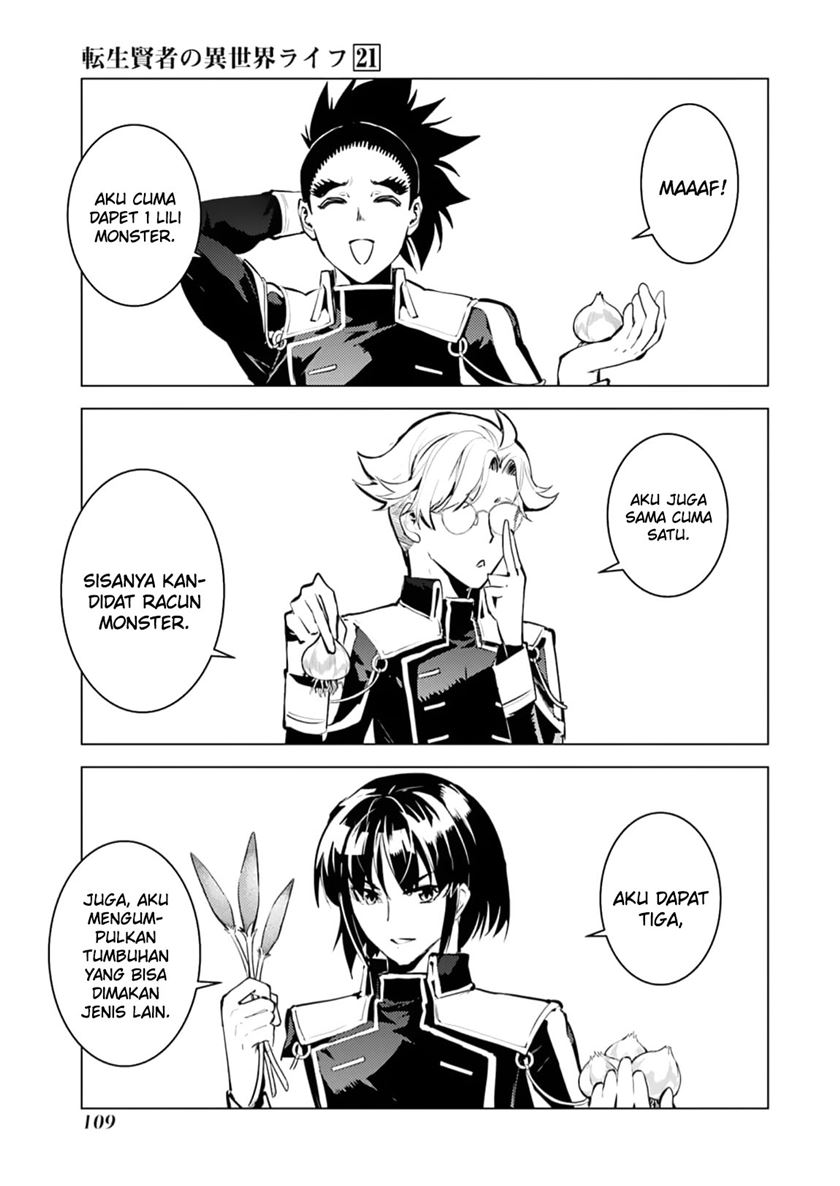 転生賢者の異世界ライフ21
MAAAF!
AKU CUMA
DAPET 1 LILI
MONSTER.
AKU JUGA
SAMA CUMA
SATU.
SISANYA KAN-
DIDAT RACUN
MONSTER.
AKU DAPAT
TIGA,
JUGA, AKU
MENGUM-
PULKAN
TUMBUHAN
YANG BISA
DIMAKAN
JENIS LAIN.
109